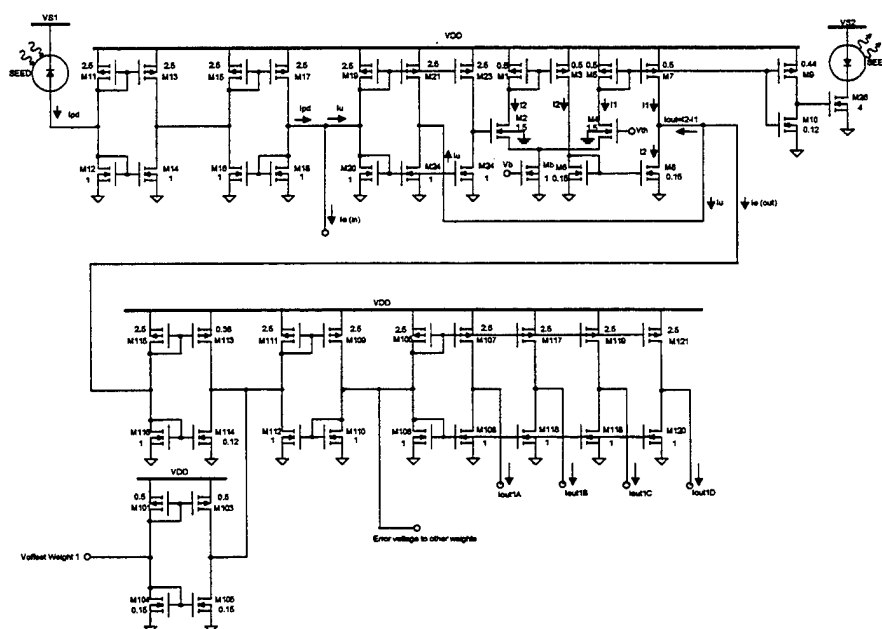 VS1
VDD
VS2
SEED
Ipd
2.5
M11
2.5
M13
2.5
M15
2.5
M17
2.5
M19
2.5
M21
2.5
M23
0.5
M1
0.5
M3
0.5
M5
0.5
M7
0.44
M9
M10
0.12
M26
4
SEE
Ipd
Iu
I2
I2
I1
I1
M2
1.5
M4
1.5
Vth
Iout=I2-I1
I2
M12
1
M14
1
M16
1
M18
1
M20
1
M24
1
M24
1
Iu
Vb
Mb
1
M6
0.15
M8
0.15
Ie (in)
Iu
Ie (out)
VDD
2.5
M115
0.36
M113
2.5
M111
2.5
M109
2.5
2.5
M107
2.5
M117
2.5
M119
2.5
M121
M116
1
M114
0.12
M112
1
M110
1
1
1
M118
1
M118
1
M120
1
VDD
0.5
M101
0.5
M103
Iout1A
Iout1B
Iout1C
Iout1D
Error voltage to other weights
Voffset Weight 1
M104
0.15
M105
0.15